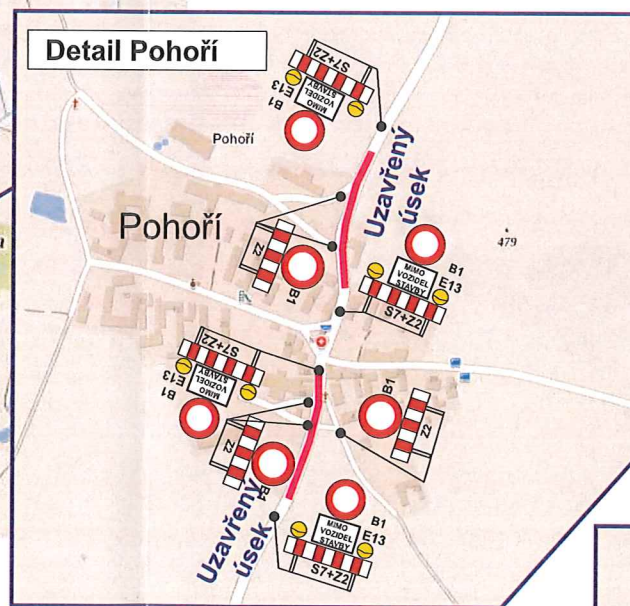 Detail Pohoří
S7+Z2
MIMO
VOZIDEL
STAVBY
E13
B1
Pohoří
Uzavřený
úsek
Pohoří
479
Z2
B1
B1
MIMO
VOZIDEL
STAVBY
E13
S7+Z2
S7+Z2
MIMO
VOZIDEL
STAVBY
E13
B1
B1
Z2
Z2
B1
Uzavřený
úsek
B1
MIMO
VOZIDEL
STAVBY
E13
S7+Z2